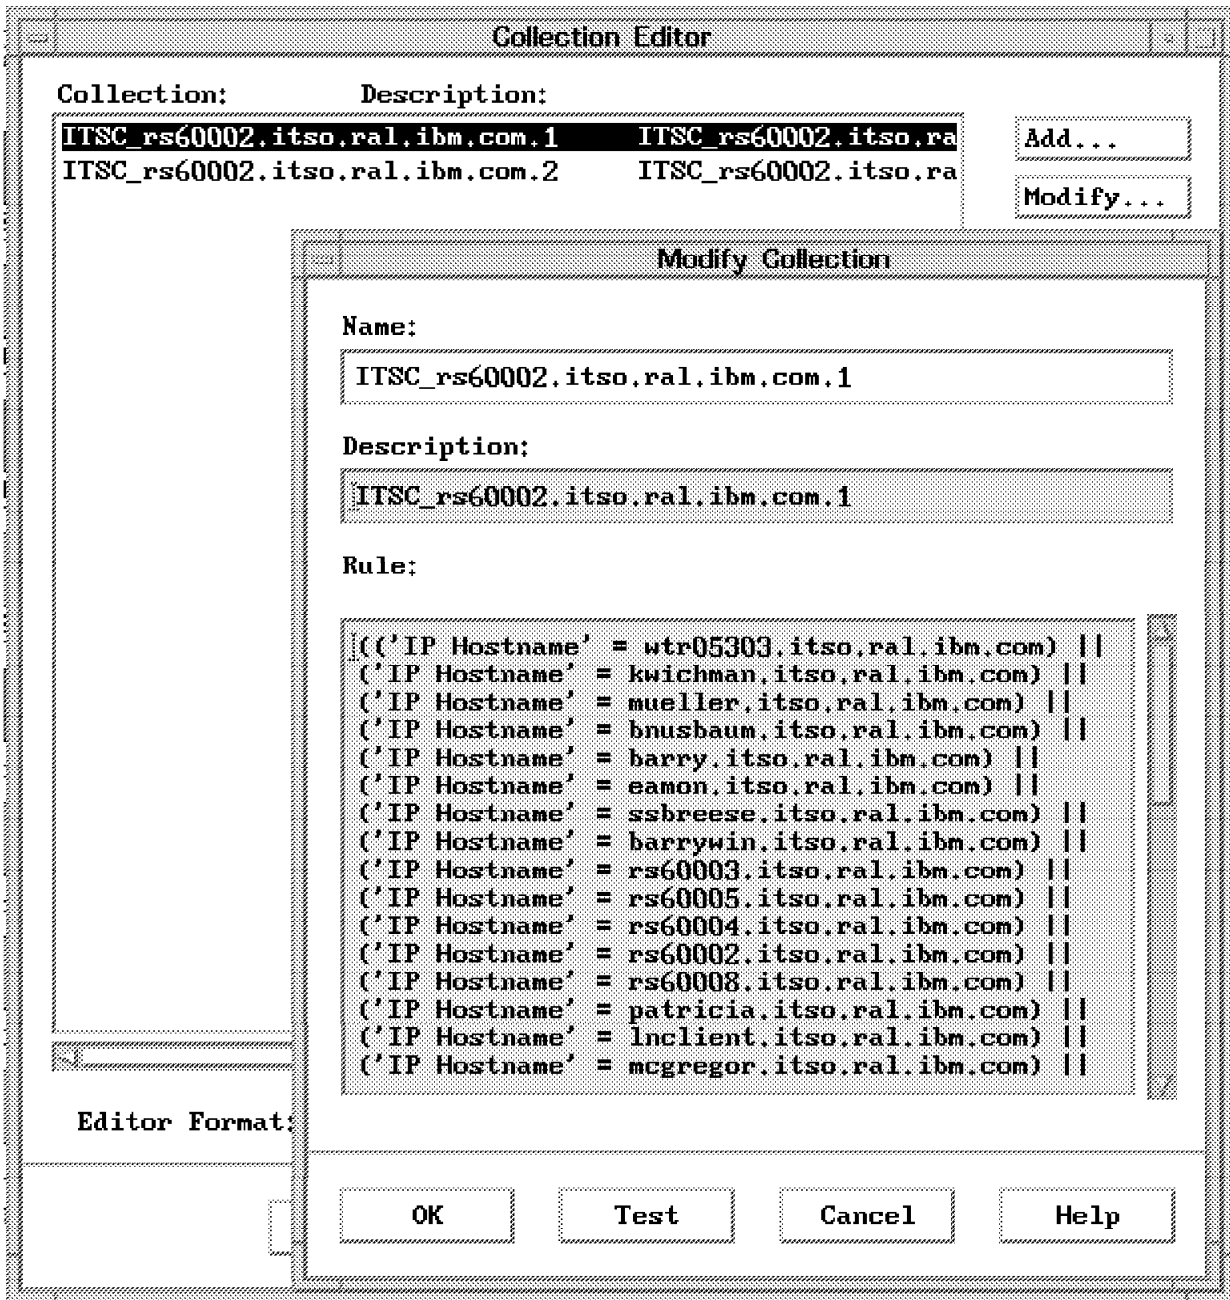 Collection Editor
Collection: Description:
ITSC_rs60002.itso.ral.ibm.com.1 ITSC_rs60002.itso.ra
ITSC_rs60002.itso.ral.ibm.com.2 ITSC_rs60002.itso.ra
Add...
Modify...
Modify Collection
Name:
ITSC_rs60002.itso.ral.ibm.com.1
Description:
ITSC_rs60002.itso.ral.ibm.com.1
Rule:
(('IP Hostname' = wtr05303.itso.ral.ibm.com) ||
('IP Hostname' = kwichman.itso.ral.ibm.com) ||
('IP Hostname' = mueller.itso.ral.ibm.com) ||
('IP Hostname' = bnusbaum.itso.ral.ibm.com) ||
('IP Hostname' = barry.itso.ral.ibm.com) ||
('IP Hostname' = eamon.itso.ral.ibm.com) ||
('IP Hostname' = ssbreese.itso.ral.ibm.com) ||
('IP Hostname' = barrywin.itso.ral.ibm.com) ||
('IP Hostname' = rs60003.itso.ral.ibm.com) ||
('IP Hostname' = rs60005.itso.ral.ibm.com) ||
('IP Hostname' = rs60004.itso.ral.ibm.com) ||
('IP Hostname' = rs60002.itso.ral.ibm.com) ||
('IP Hostname' = rs60008.itso.ral.ibm.com) ||
('IP Hostname' = patricia.itso.ral.ibm.com) ||
('IP Hostname' = lnclient.itso.ral.ibm.com) ||
('IP Hostname' = mcgregor.itso.ral.ibm.com) ||
Editor Format:
OK Test Cancel Help